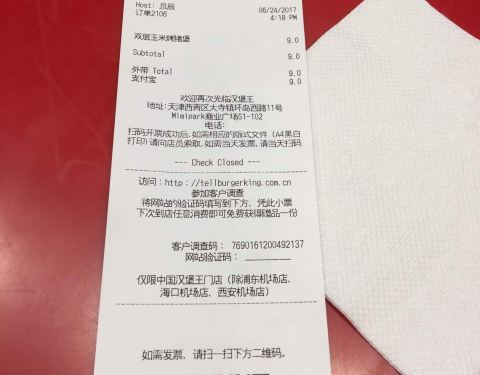 Host: 吕辰
订单2106 06/24/2017
4:18 PM
双层玉米烤猪堡 9.0
Subtotal 9.0
外带 Total 9.0
支付宝 9.0
欢迎再次光临汉堡王
地址:天津西青区大寺镇环岛西路11号
Mimipark商业广场S1-102
电话:
扫码开票成功后,如需相应的版式文件 (A4黑白
打印)请向店员索取,如需当天发票,请当天扫码
--- Check Closed ---
访问:http://tellburgerking.com.cn
参加客户调查
将网站的验证码填写到下方, 凭此小票
下次到店任意消费即可免费获得赠品一份
客户调查码: 7690161200492137
网站验证码:
仅限中国汉堡王门店 (除浦东机场店,
海口机场店, 西安机场店)
如需发票, 请扫一扫下方二维码。